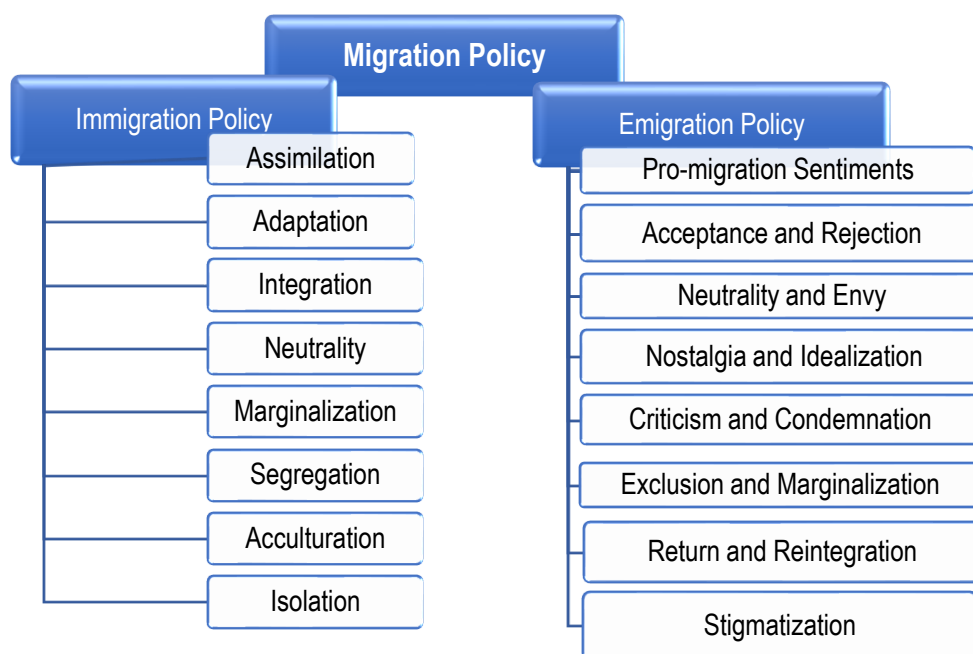 Migration Policy
Immigration Policy
Assimilation
Adaptation
Integration
Neutrality
Marginalization
Segregation
Acculturation
Isolation
Emigration Policy
Pro-migration Sentiments
Acceptance and Rejection
Neutrality and Envy
Nostalgia and Idealization
Criticism and Condemnation
Exclusion and Marginalization
Return and Reintegration
Stigmatization